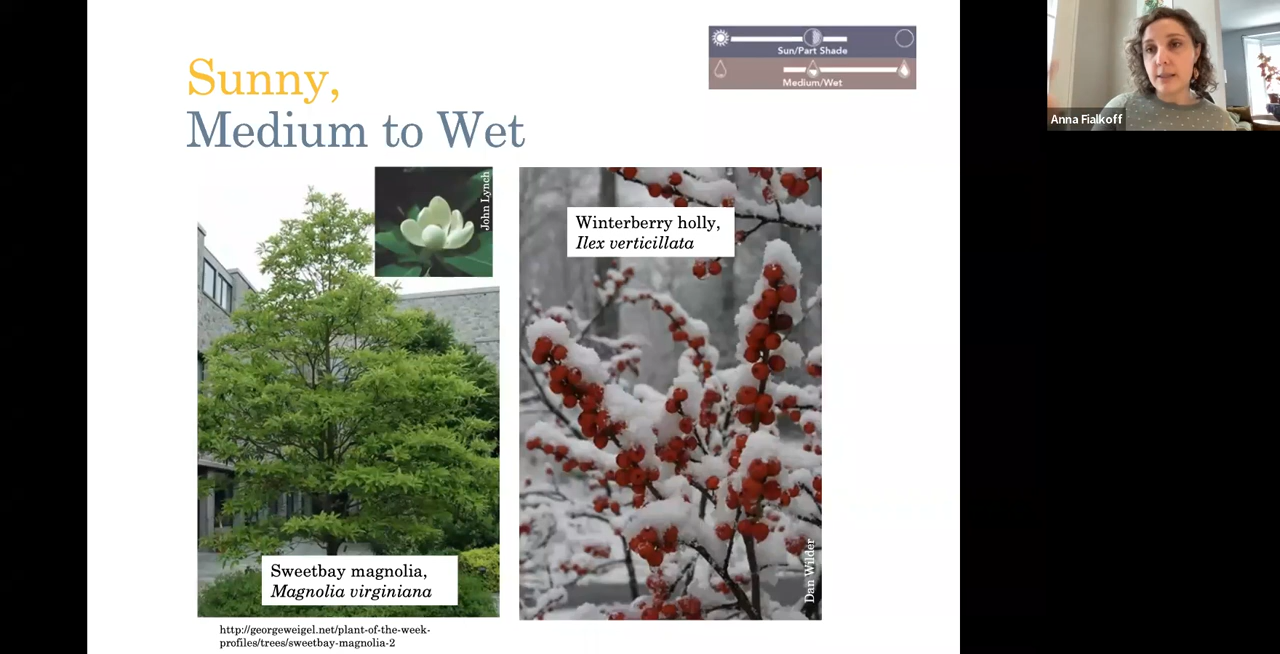 Sunny,
Medium to Wet
Sun/Part Shade
Medium/Wet
Anna Fialkoff
John Lynch
Winterberry holly,
Ilex verticillata
Dan Wilder
Sweetbay magnolia,
Magnolia virginiana
http://georgeweigel.net/plant-of-the-week-
profiles/trees/sweetbay-magnolia-2